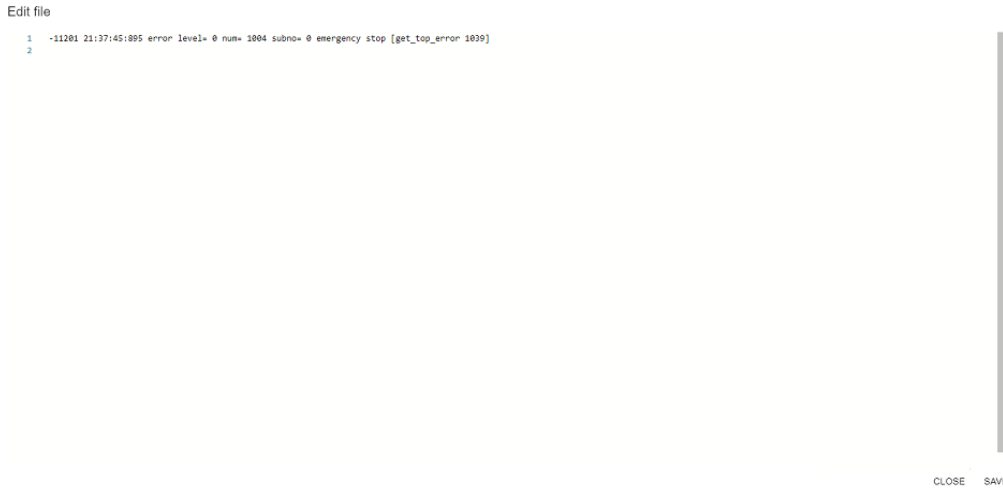 Edit file
1 -11201 21:37:45:895 error level= 0 num= 1004 subno= 0 emergency stop [get_top_error 1039]
2
CLOSE SAV